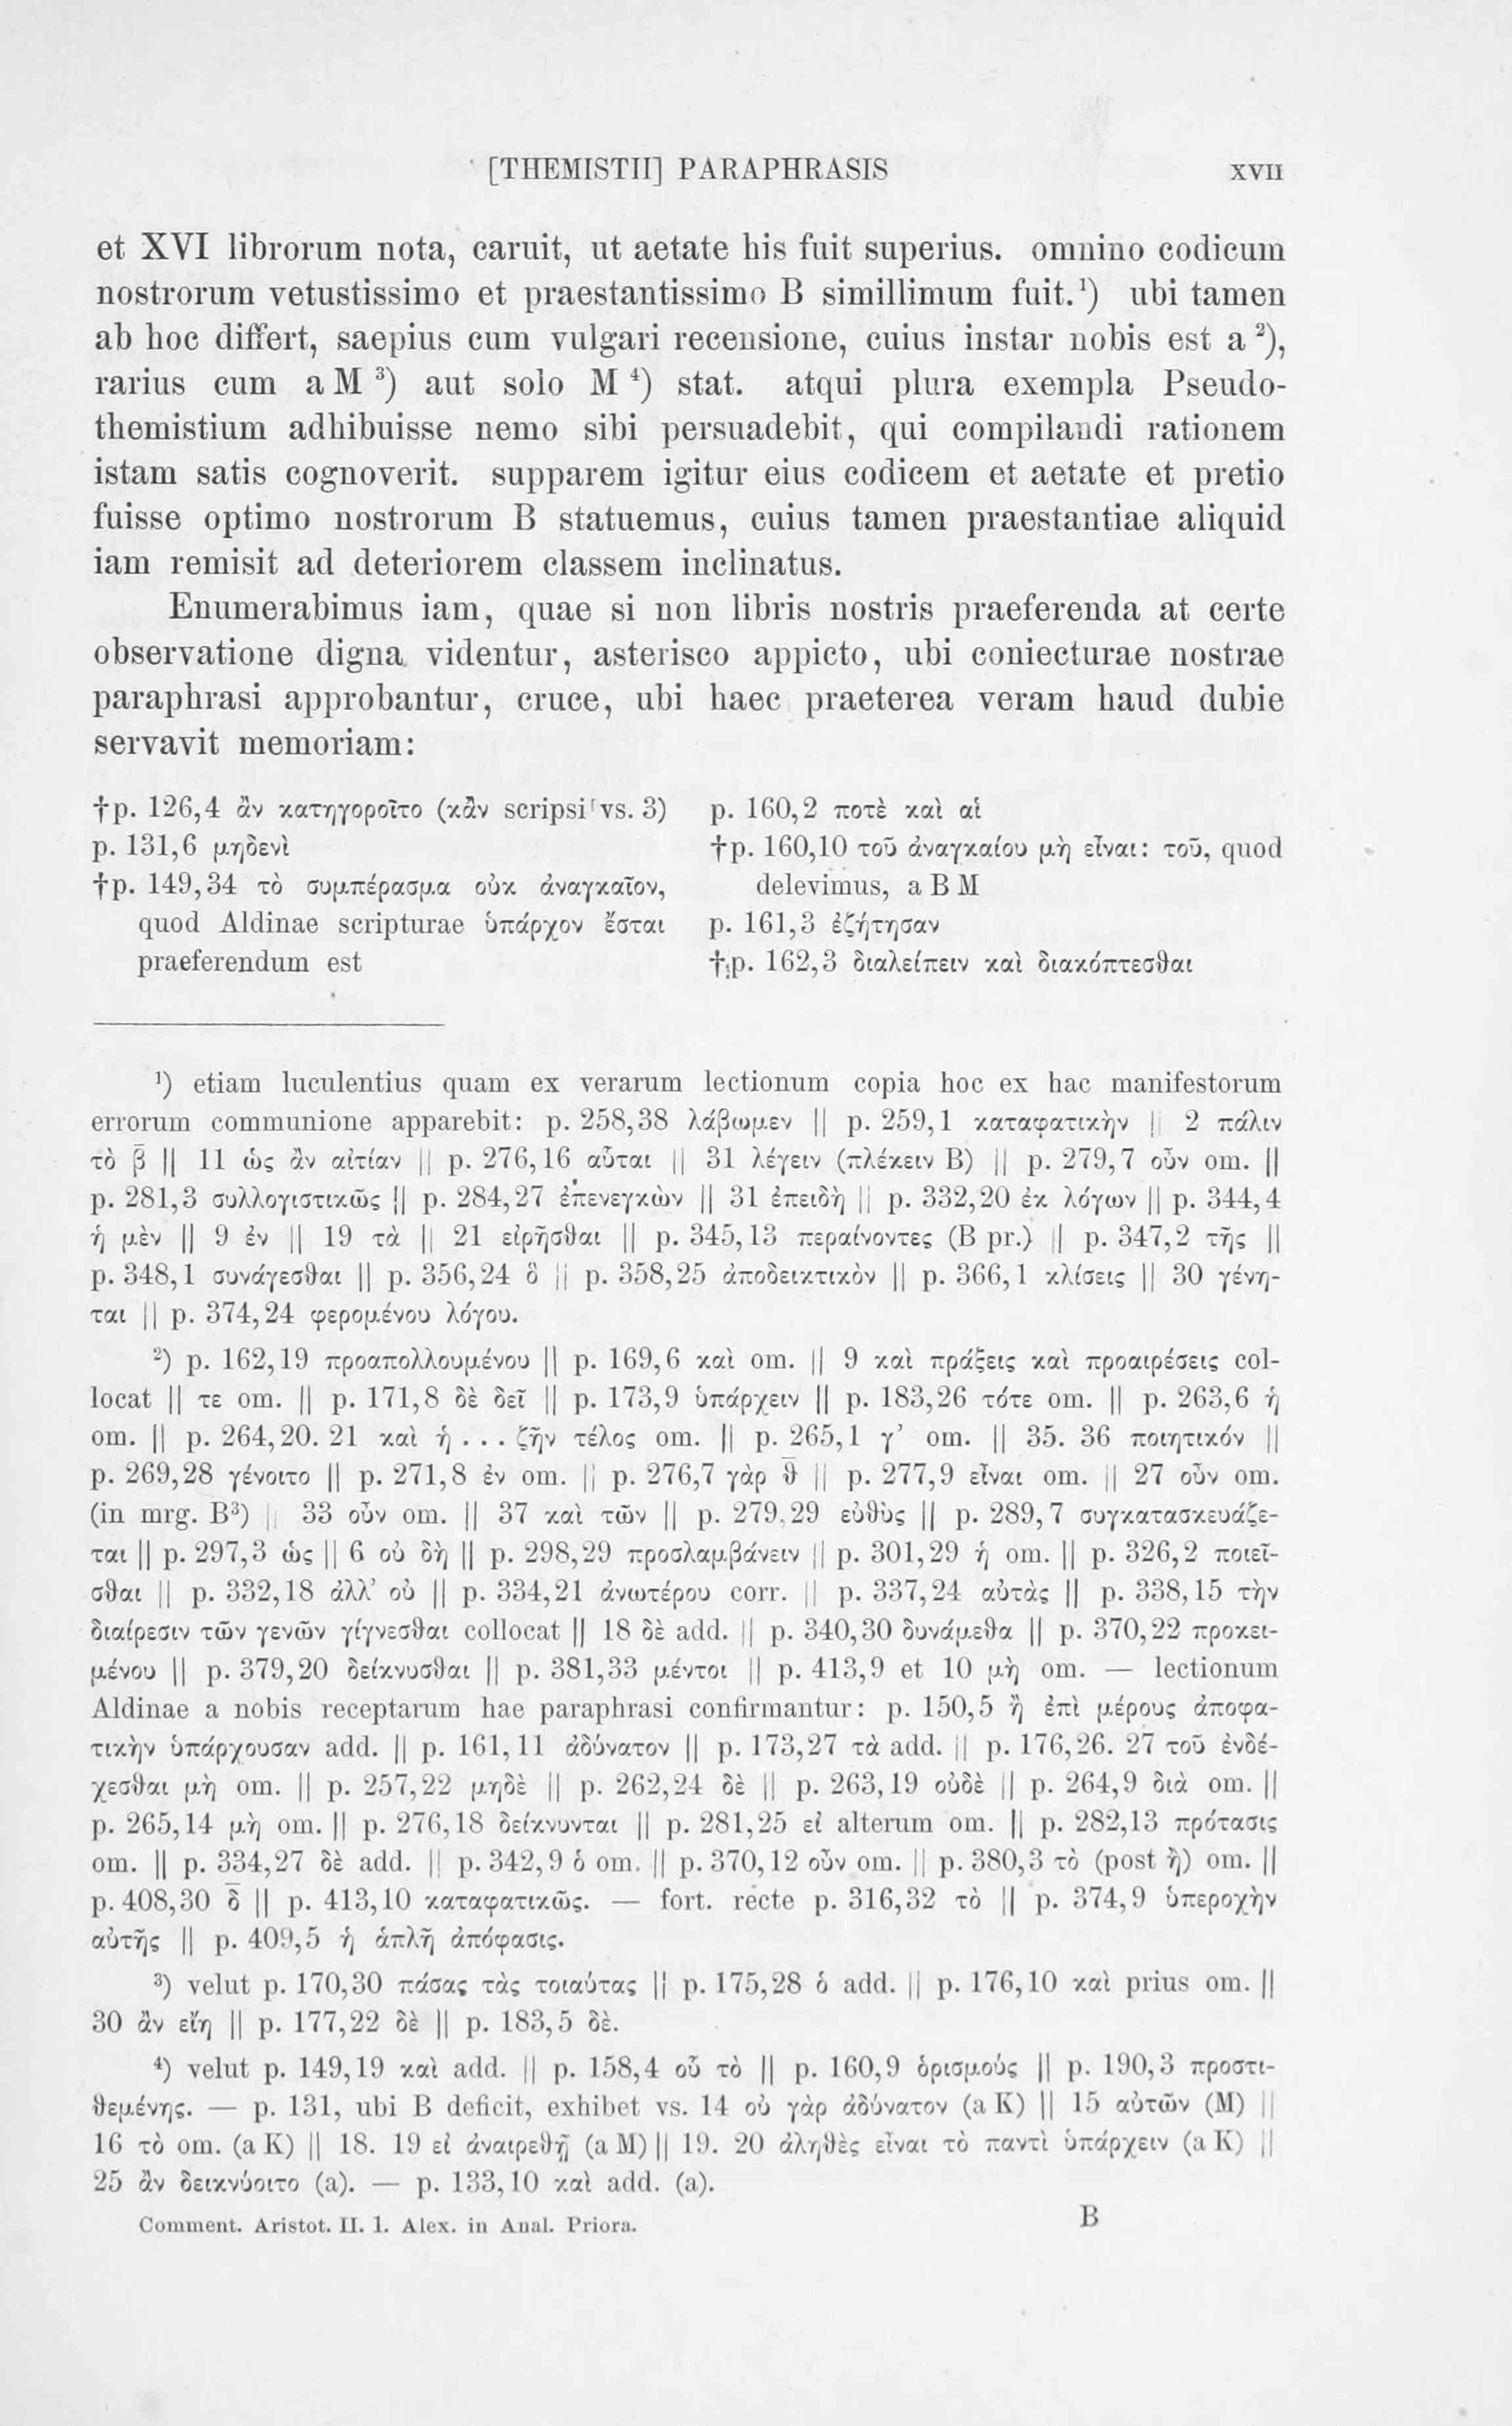 [THEMISTII] PARAPHRASIS XVII
et XVI librorum nota, caruit, ut aetate his fuit superius. omnino codicum
nostrorum vetustissimo et praestantissimo B simillimum fuit.¹) ubi tamen
ab hoc differt, saepius cum vulgari recensione, cuius instar nobis est a ²),
rarius cum a M ³) aut solo M ⁴) stat. atqui plura exempla Pseudo-
themistium adhibuisse nemo sibi persuadebit, qui compilandi rationem
istam satis cognoverit. supparem igitur eius codicem et aetate et pretio
fuisse optimo nostrorum B statuemus, cuius tamen praestantiae aliquid
iam remisit ad deteriorem classem inclinatus.
Enumerabimus iam, quae si non libris nostris praeferenda at certe
observatione digna videntur, asterisco appicto, ubi coniecturae nostrae
paraphrasi approbantur, cruce, ubi haec praeterea veram haud dubie
servavit memoriam:
†p. 126,4 ἂν κατηγοροῖτο (κἂν scripsi vs. 3)
p. 131,6 μηδενὶ
†p. 149,34 τὸ συμπέρασμα οὐκ ἀναγκαῖον,
quod Aldinae scripturae ὑπάρχον ἔσται
praeferendum est
p. 160,2 ποτὲ καὶ αἱ
†p. 160,10 τοῦ ἀναγκαίου μὴ εἶναι: τοῦ, quod
delevimus, a B M
p. 161,3 ἐζήτησαν
†p. 162,3 διαλείπειν καὶ διακόπτεσθαι
¹) etiam luculentius quam ex verarum lectionum copia hoc ex hac manifestorum
errorum communione apparebit: p. 258,38 λάβωμεν || p. 259,1 καταφατικὴν || 2 πάλιν
τὸ β̄ || 11 ὡς ἂν αἰτίαν || p. 276,16 αὗται || 31 λέγειν (πλέκειν B) || p. 279,7 οὖν om. ||
p. 281,3 συλλογιστικῶς || p. 284,27 ἐπενεγκὼν || 31 ἐπειδὴ || p. 332,20 ἐκ λόγων || p. 344,4
ἡ μὲν || 9 ἐν || 19 τὰ || 21 εἰρῆσθαι || p. 345,13 περαίνοντες (B pr.) || p. 347,2 τῆς ||
p. 348,1 συνάγεσθαι || p. 356,24 ὃ || p. 358,25 ἀποδεικτικὸν || p. 366,1 κλίσεις || 30 γένη-
ται || p. 374,24 φερομένου λόγου.
²) p. 162,19 προαπολλουμένου || p. 169,6 καὶ om. || 9 καὶ πράξεις καὶ προαιρέσεις col-
locat || τε om. || p. 171,8 δὲ δεῖ || p. 173,9 ὑπάρχειν || p. 183,26 τότε om. || p. 263,6 ἡ
om. || p. 264,20. 21 καὶ ἡ . . . ζῆν τέλος om. || p. 265,1 γ’ om. || 35. 36 ποιητικόν ||
p. 269,28 γένοιτο || p. 271,8 ἐν om. || p. 276,7 γὰρ θ̄ || p. 277,9 εἶναι om. || 27 οὖν om.
(in mrg. B³) || 33 οὖν om. || 37 καὶ τῶν || p. 279,29 εὐθὺς || p. 289,7 συγκατασκευάζε-
ται || p. 297,3 ὡς || 6 οὐ δὴ || p. 298,29 προσλαμβάνειν || p. 301,29 ἡ om. || p. 326,2 ποιεῖ-
σθαι || p. 332,18 ἀλλ’ οὐ || p. 334,21 ἀνωτέρου corr. || p. 337,24 αὐτὰς || p. 338,15 τὴν
διαίρεσιν τῶν γενῶν γίγνεσθαι collocat || 18 δὲ add. || p. 340,30 δυνάμεθα || p. 370,22 προκει-
μένου || p. 379,20 δείκνυσθαι || p. 381,33 μέντοι || p. 413,9 et 10 μὴ om. — lectionum
Aldinae a nobis receptarum hae paraphrasi confirmantur: p. 150,5 ἢ ἐπὶ μέρους ἀποφα-
τικὴν ὑπάρχουσαν add. || p. 161,11 ἀδύνατον || p. 173,27 τὰ add. || p. 176,26. 27 τοῦ ἐνδέ-
χεσθαι μὴ om. || p. 257,22 μηδὲ || p. 262,24 δὲ || p. 263,19 οὐδὲ || p. 264,9 διὰ om. ||
p. 265,14 μὴ om. || p. 276,18 δείκνυνται || p. 281,25 εἰ alterum om. || p. 282,13 πρότασις
om. || p. 334,27 δὲ add. || p. 342,9 ὁ om. || p. 370,12 οὖν om. || p. 380,3 τὸ (post ἢ) om. ||
p. 408,30 δ̄ || p. 413,10 καταφατικῶς. — fort. recte p. 316,32 τὸ || p. 374,9 ὑπεροχὴν
αὐτῆς || p. 409,5 ἡ ἁπλῆ ἀπόφασις.
³) velut p. 170,30 πάσας τὰς τοιαύτας || p. 175,28 ὁ add. || p. 176,10 καὶ prius om. ||
30 ἂν εἴη || p. 177,22 δὲ || p. 183,5 δὲ.
⁴) velut p. 149,19 καὶ add. || p. 158,4 οὗ τὸ || p. 160,9 ὁρισμούς || p. 190,3 προστι-
θεμένης. — p. 131, ubi B deficit, exhibet vs. 14 οὐ γὰρ ἀδύνατον (a K) || 15 αὐτῶν (M) ||
16 τὸ om. (a K) || 18. 19 εἰ ἀναιρεθῇ (a M) || 19. 20 ἀληθὲς εἶναι τὸ παντὶ ὑπάρχειν (a K) ||
25 ἂν δεικνύοιτο (a). — p. 133,10 καὶ add. (a).
Comment. Aristot. II. 1. Alex. in Anal. Priora. B